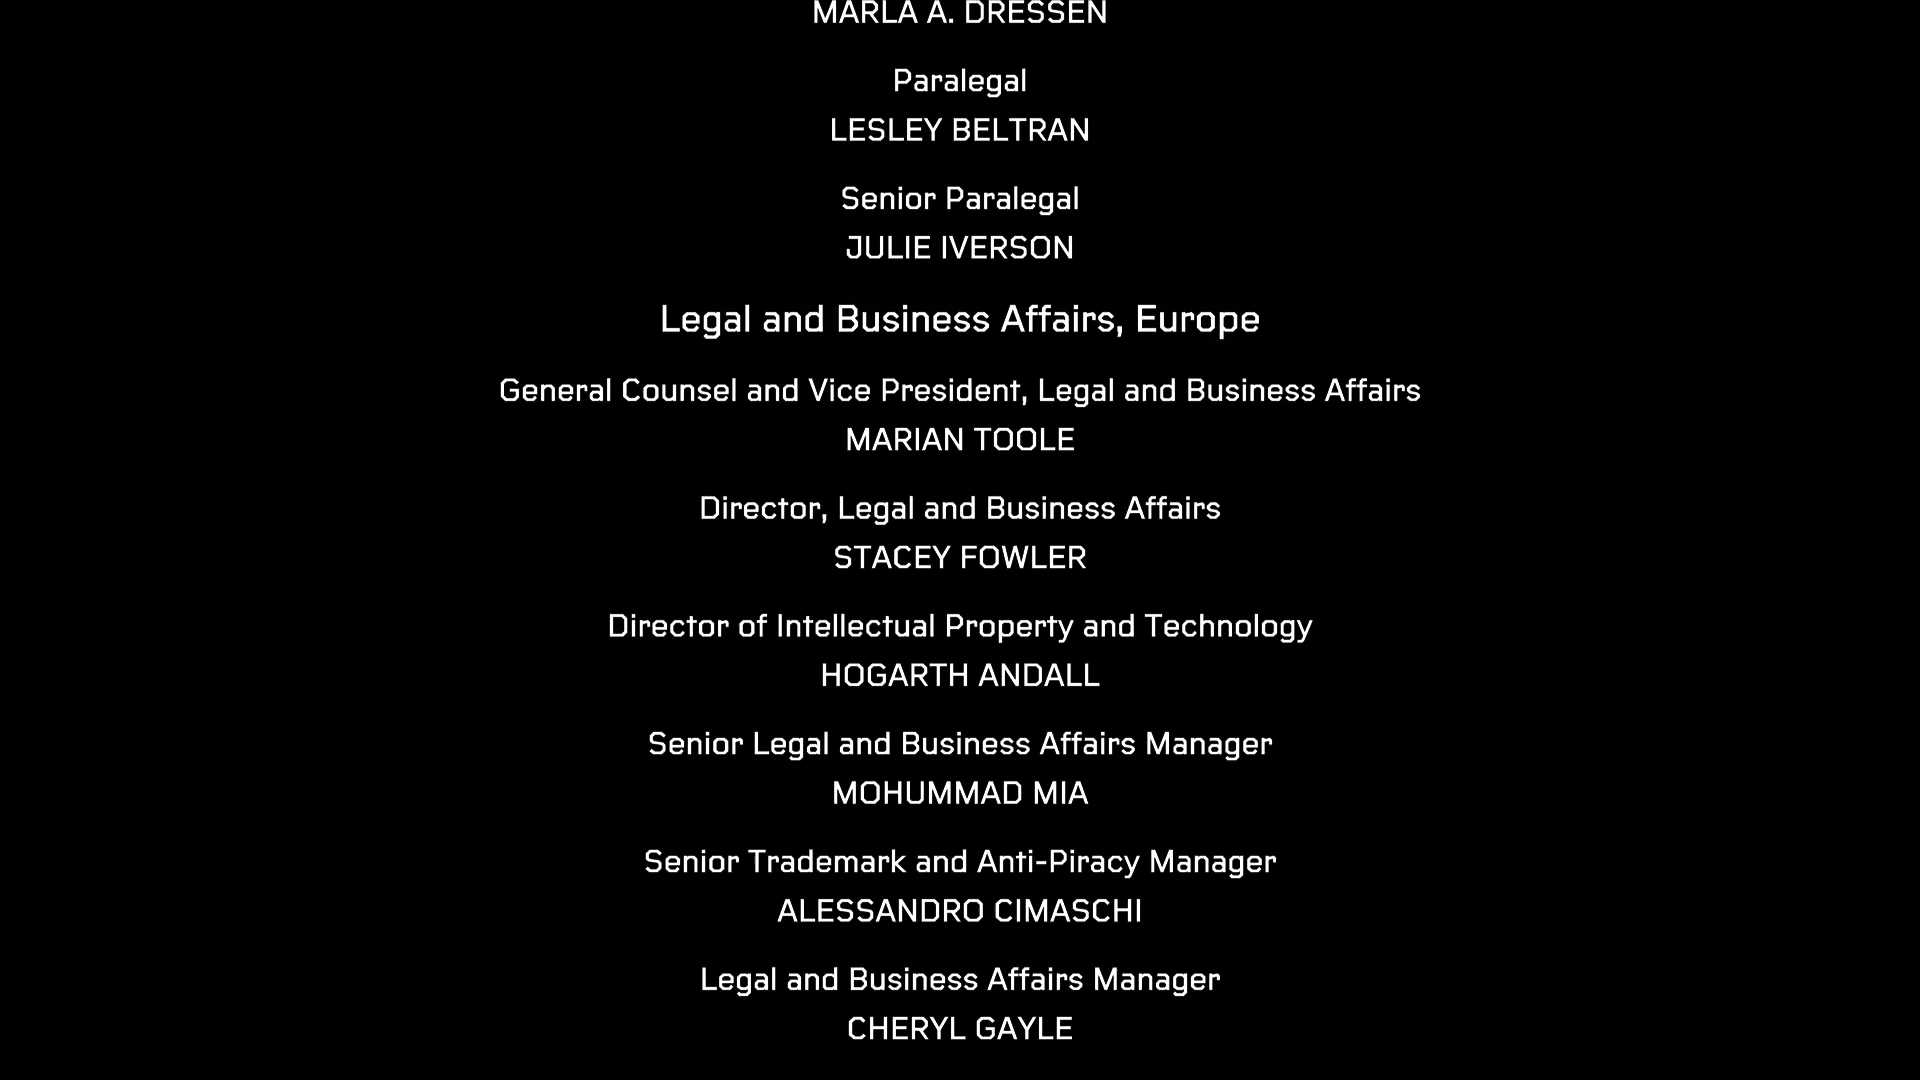 MARLA A. DRESSEN
Paralegal
LESLEY BELTRAN
Senior Paralegal
JULIE IVERSON
Legal and Business Affairs, Europe
General Counsel and Vice President, Legal and Business Affairs
MARIAN TOOLE
Director, Legal and Business Affairs
STACEY FOWLER
Director of Intellectual Property and Technology
HOGARTH ANDALL
Senior Legal and Business Affairs Manager
MOHUMMAD MIA
Senior Trademark and Anti-Piracy Manager
ALESSANDRO CIMASCHI
Legal and Business Affairs Manager
CHERYL GAYLE